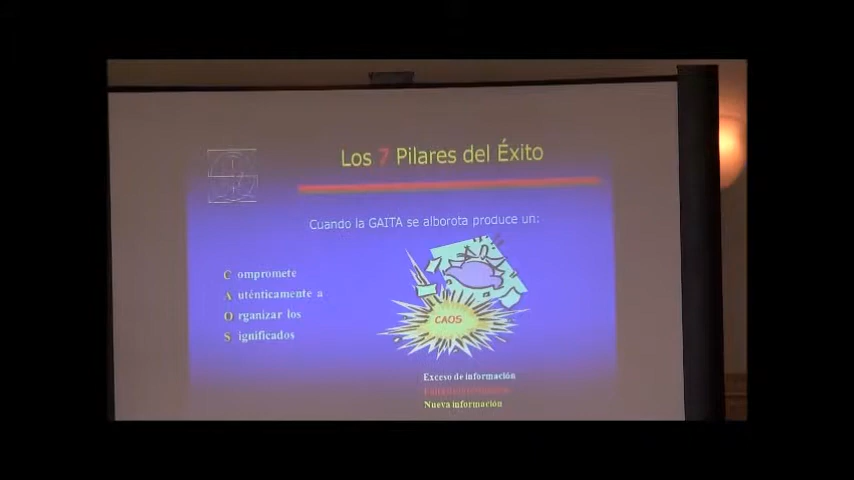 Los 7 Pilares del Éxito
Cuando la GAITA se alborota produce un:
C ompromete
A uténticamente a
O rganizar los
S ignificados
CAOS
Exceso de información
Nueva información